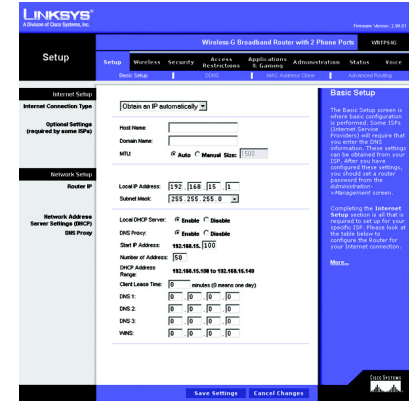 LINKSYS®
A Division of Cisco Systems, Inc.
Firmware Version: 2.99.01
Wireless-G Broadband Router with 2 Phone Ports
WRTP54G
Setup
Setup Wireless Security Access Restrictions Applications & Gaming Administration Status Voice
Basic Setup DDNS MAC Address Clone Advanced Routing
Internet Setup
Internet Connection Type
Obtain an IP automatically
Optional Settings
(required by some ISPs)
Host Name:
Domain Name:
MTU: Auto Manual Size: 1500
Network Setup
Router IP
Local IP Address: 192 . 168 . 15 . 1
Subnet Mask: 255.255.255.0
Network Address
Server Settings (DHCP)
Local DHCP Server: Enable Disable
DNS Proxy
DNS Proxy: Enable Disable
Start IP Address: 192.168.15. 100
Number of Address: 50
DHCP Address
Range: 192.168.15.100 to 192.168.15.149
Client Lease Time: 0 minutes (0 means one day)
DNS 1: 0 . 0 . 0 . 0
DNS 2: 0 . 0 . 0 . 0
DNS 3: 0 . 0 . 0 . 0
WINS: 0 . 0 . 0 . 0
Basic Setup
The Basic Setup screen is
where basic configuration
is performed. Some ISPs
(Internet Service
Providers) will require that
you enter the DNS
information. These settings
can be obtained from your
ISP. After you have
configured these settings,
you should set a router
password from the
Administration-
>Management screen.
Completing the Internet
Setup section is all that is
required to set up for your
specific ISP. Please look at
the table below to
configure the Router for
your Internet connection.
More...
Save Settings Cancel Changes
CISCO SYSTEMS